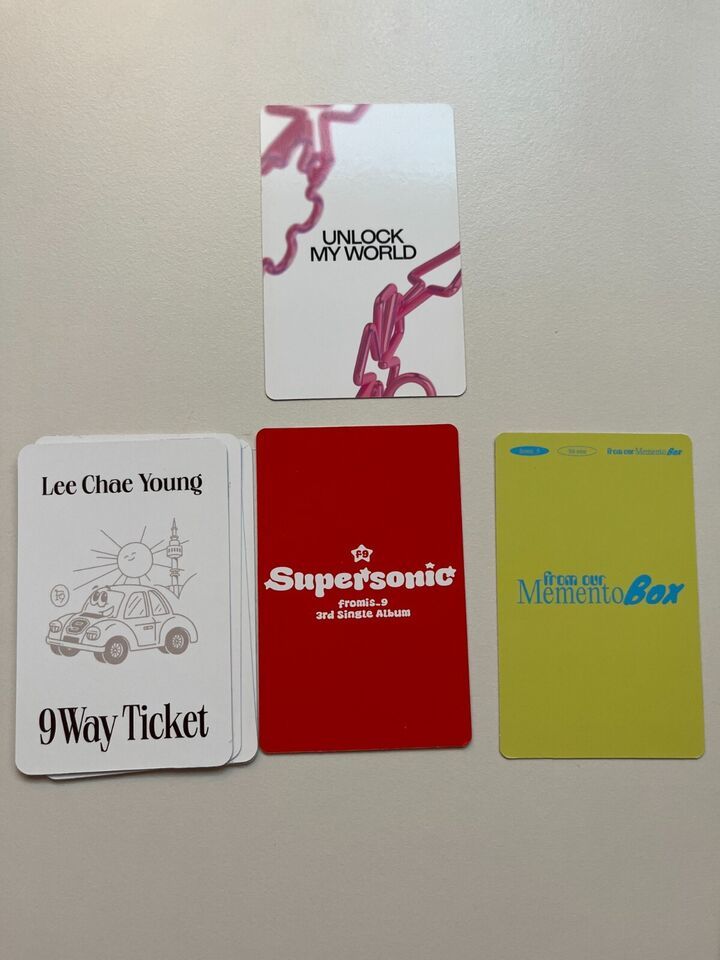 UNLOCK
MY WORLD
Lee Chae Young
9 Way Ticket
f9
Supersonic
fromis_9
3rd Single Album
from our Memento Box
from our
Memento Box